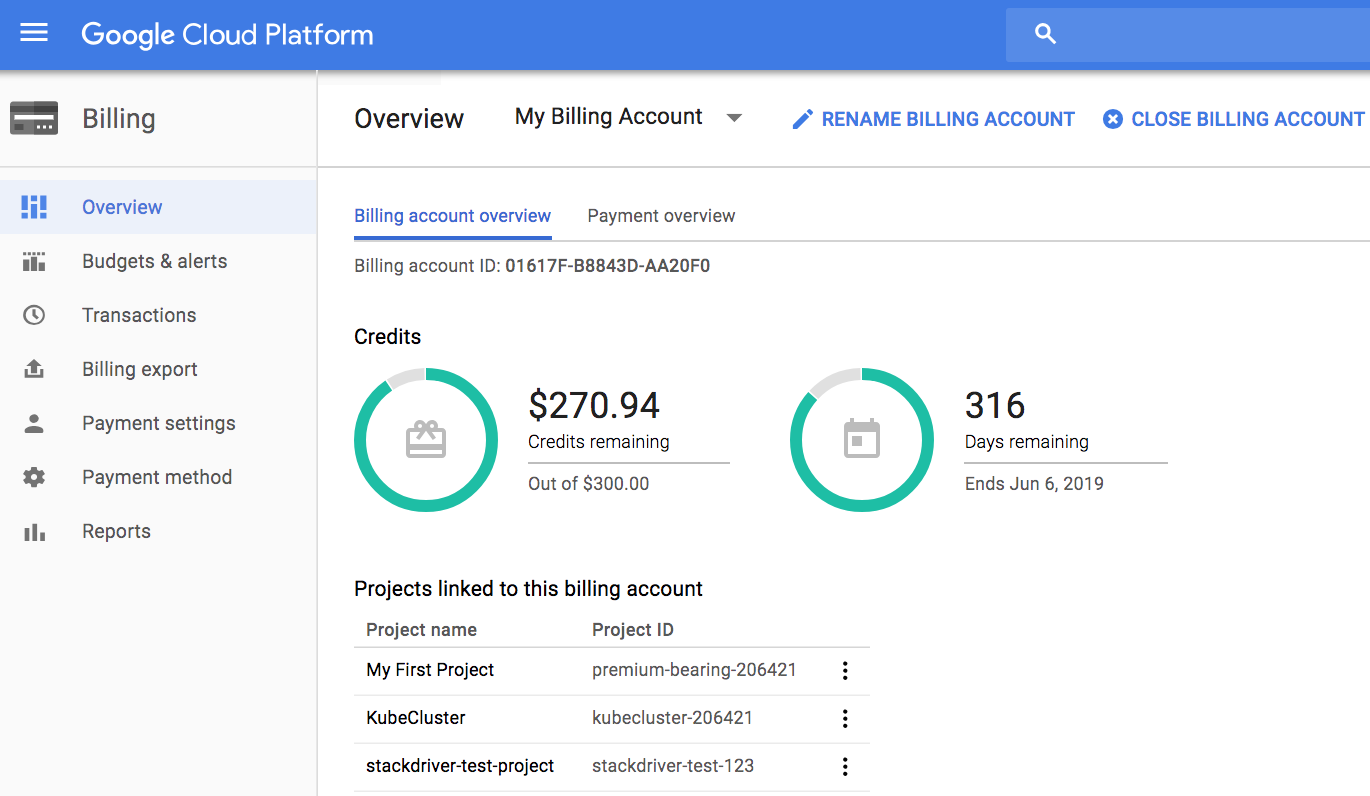 Google Cloud Platform
Billing
Overview
My Billing Account
RENAME BILLING ACCOUNT
CLOSE BILLING ACCOUNT
Overview
Budgets & alerts
Transactions
Billing export
Payment settings
Payment method
Reports
Billing account overview
Payment overview
Billing account ID: 01617F-B8843D-AA20F0
Credits
$270.94
Credits remaining
Out of $300.00
316
Days remaining
Ends Jun 6, 2019
Projects linked to this billing account
Project name Project ID
My First Project premium-bearing-206421
KubeCluster kubecluster-206421
stackdriver-test-project stackdriver-test-123